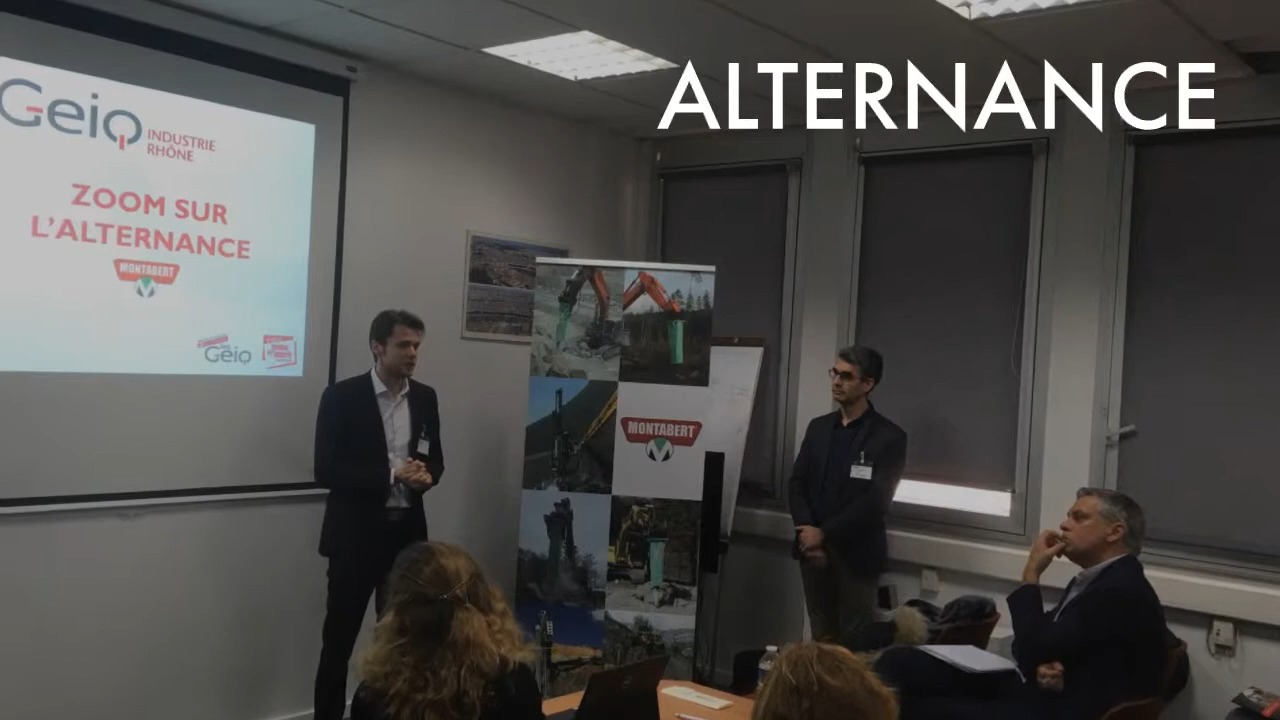 ALTERNANCE
GeiQ INDUSTRIE
RHÔNE
ZOOM SUR
L'ALTERNANCE
MONTABERT
GeiQ
MONTABERT